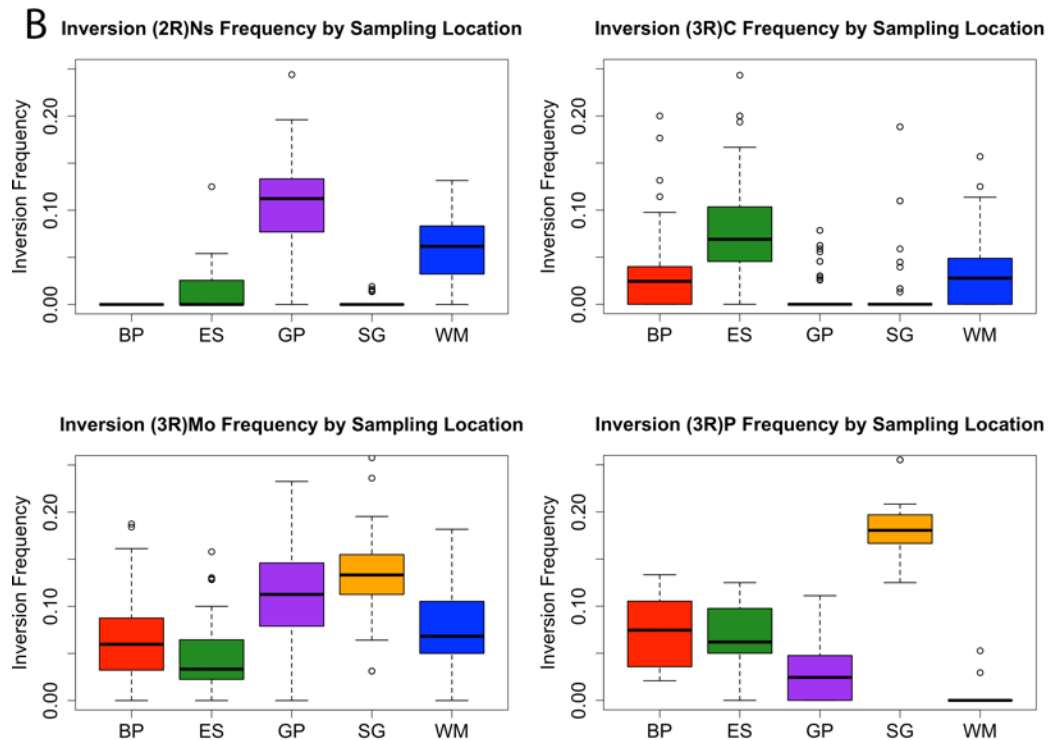 B
Inversion (2R)Ns Frequency by Sampling Location
Inversion Frequency
0.00 0.10 0.20
BP ES GP SG WM
Inversion (3R)C Frequency by Sampling Location
Inversion Frequency
0.00 0.10 0.20
BP ES GP SG WM
Inversion (3R)Mo Frequency by Sampling Location
Inversion Frequency
0.00 0.10 0.20
BP ES GP SG WM
Inversion (3R)P Frequency by Sampling Location
Inversion Frequency
0.00 0.10 0.20
BP ES GP SG WM